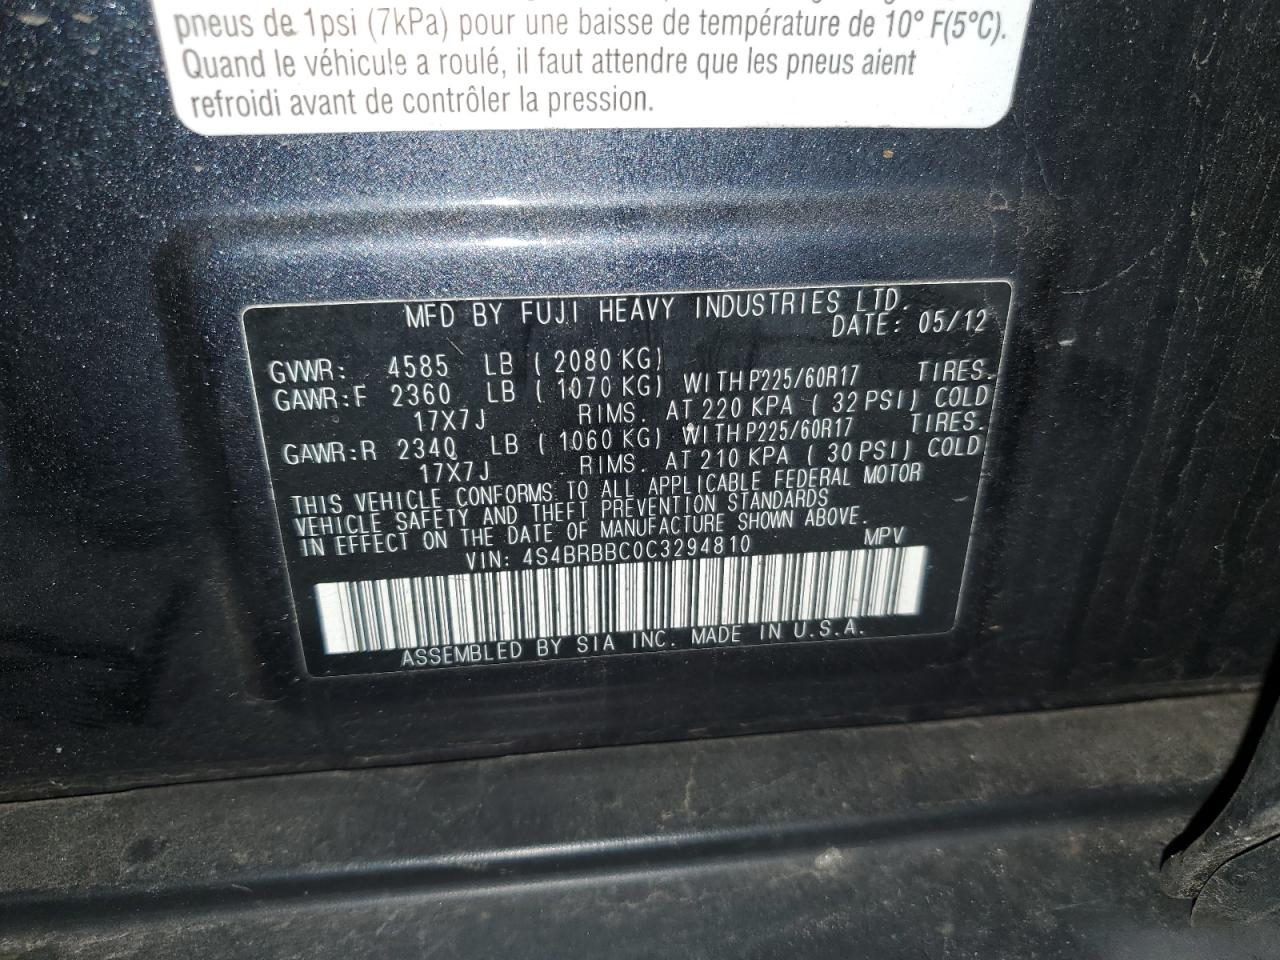 pneus de 1psi (7kPa) pour une baisse de température de 10° F(5°C).
Quand le véhicule a roulé, il faut attendre que les pneus aient
refroidi avant de contrôler la pression.
MFD BY FUJI HEAVY INDUSTRIES LTD.
DATE: 05/12
GVWR: 4585 LB ( 2080 KG)
GAWR:F 2360 LB ( 1070 KG) WITH P225/60R17 TIRES.
17X7J RIMS. AT 220 KPA ( 32 PSI) COLD
GAWR:R 2340 LB ( 1060 KG) WITH P225/60R17 TIRES.
17X7J RIMS. AT 210 KPA ( 30 PSI) COLD
THIS VEHICLE CONFORMS TO ALL APPLICABLE FEDERAL MOTOR
VEHICLE SAFETY AND THEFT PREVENTION STANDARDS
IN EFFECT ON THE DATE OF MANUFACTURE SHOWN ABOVE.
VIN: 4S4BRBBC0C3294810 MPV
ASSEMBLED BY SIA INC. MADE IN U.S.A.